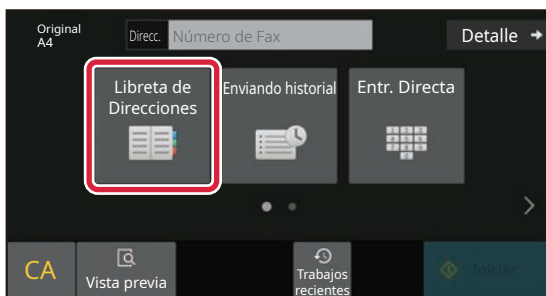 Original
A4
Direcc.
Número de Fax
Detalle
Libreta de
Direcciones
Enviando historial
Entr. Directa
CA
Vista previa
Trabajos
recientes
Iniciar